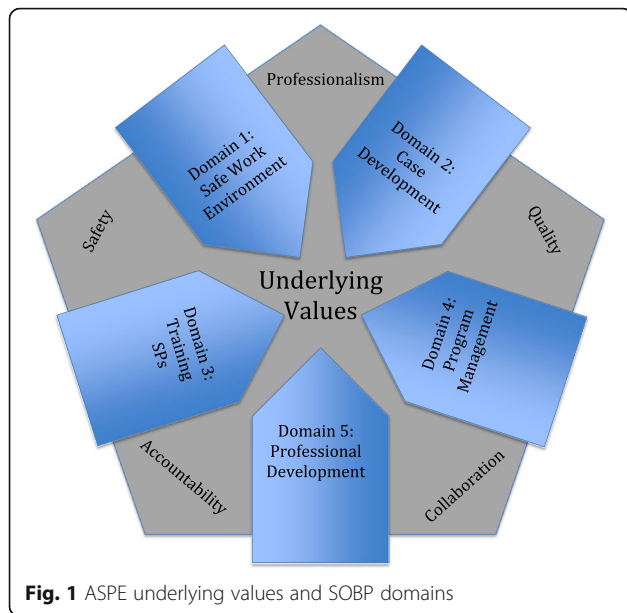 Professionalism
Domain 1:
Safe Work
Environment
Domain 2:
Case
Development
Safety
Quality
Underlying
Values
Domain 3:
Training
SPs
Domain 4:
Program
Management
Domain 5:
Professional
Development
Accountability
Collaboration
Fig. 1 ASPE underlying values and SOBP domains